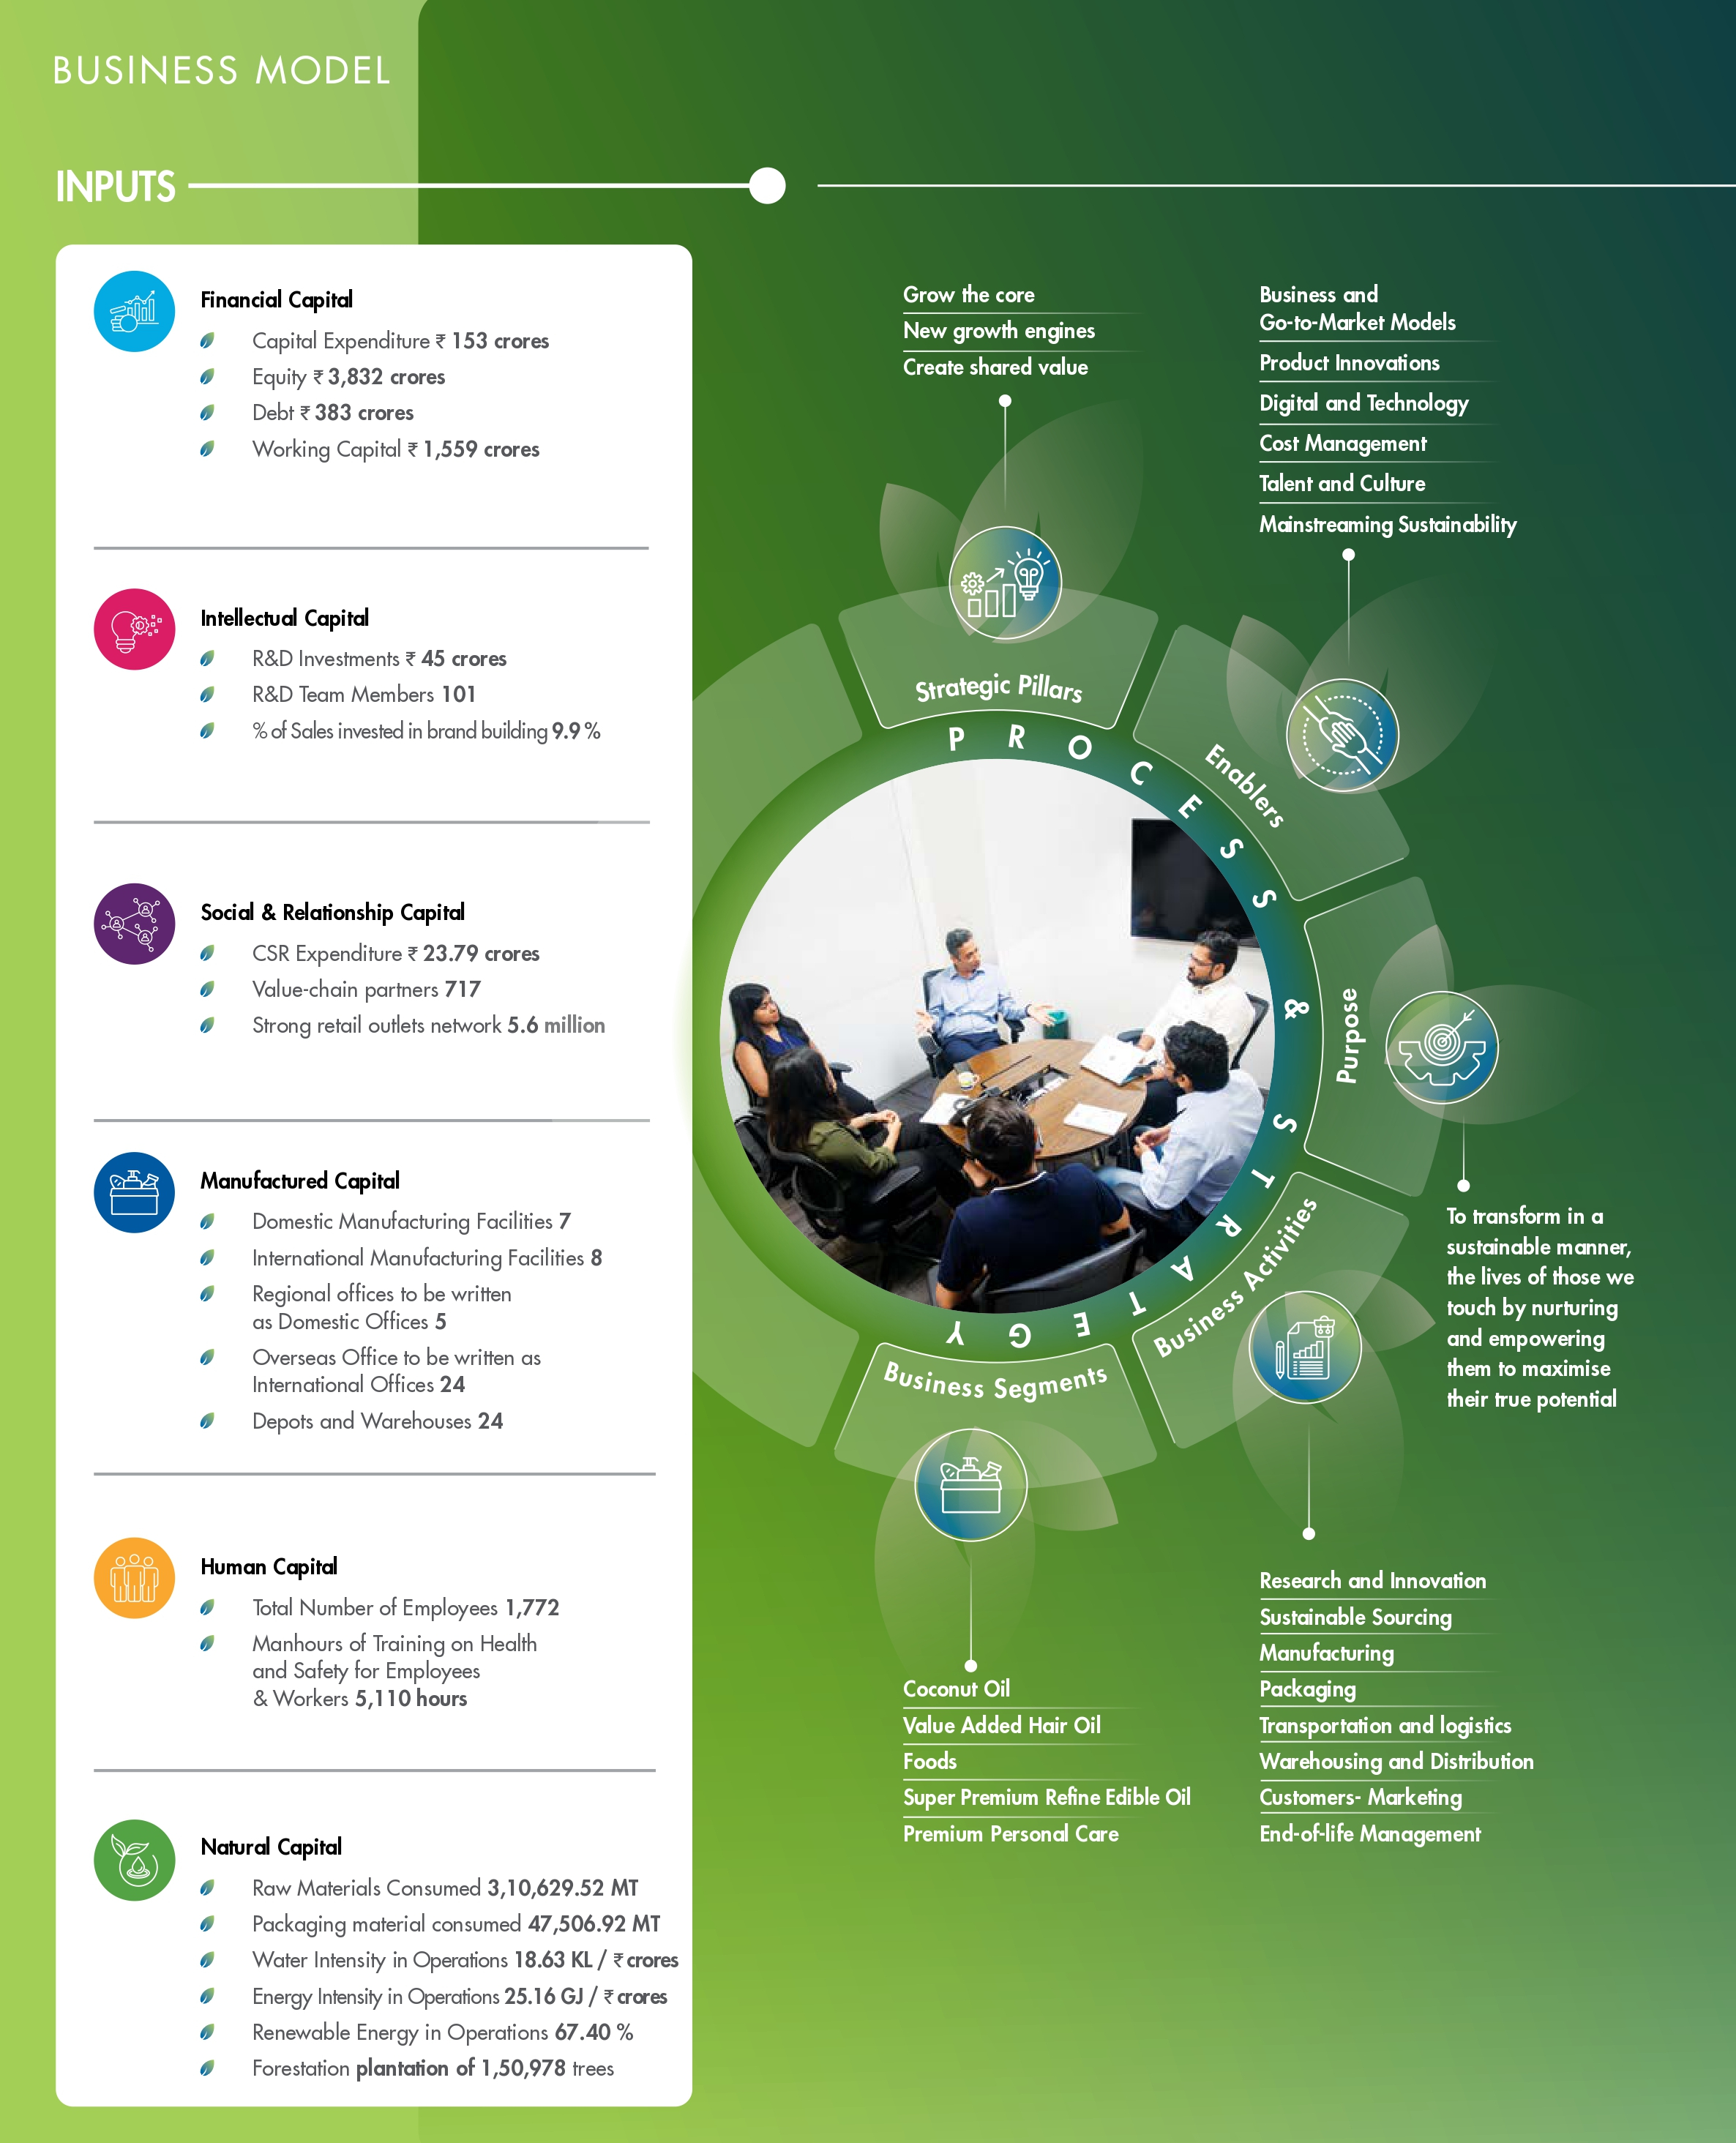 BUSINESS MODEL
INPUTS
Financial Capital
Capital Expenditure ₹ 153 crores
Equity ₹ 3,832 crores
Debt ₹ 383 crores
Working Capital ₹ 1,559 crores
Intellectual Capital
R&D Investments ₹ 45 crores
R&D Team Members 101
% of Sales invested in brand building 9.9 %
Social & Relationship Capital
CSR Expenditure ₹ 23.79 crores
Value-chain partners 717
Strong retail outlets network 5.6 million
Manufactured Capital
Domestic Manufacturing Facilities 7
International Manufacturing Facilities 8
Regional offices to be written
as Domestic Offices 5
Overseas Office to be written as
International Offices 24
Depots and Warehouses 24
Human Capital
Total Number of Employees 1,772
Manhours of Training on Health
and Safety for Employees
& Workers 5,110 hours
Natural Capital
Raw Materials Consumed 3,10,629.52 MT
Packaging material consumed 47,506.92 MT
Water Intensity in Operations 18.63 KL / ₹ crores
Energy Intensity in Operations 25.16 GJ / ₹ crores
Renewable Energy in Operations 67.40 %
Forestation plantation of 1,50,978 trees
Grow the core
New growth engines
Create shared value
Business and
Go-to-Market Models
Product Innovations
Digital and Technology
Cost Management
Talent and Culture
Mainstreaming Sustainability
Strategic Pillars
Enablers
Purpose
Business Activities
Business Segments
PROCESS & STRATEGY
To transform in a
sustainable manner,
the lives of those we
touch by nurturing
and empowering
them to maximise
their true potential
Coconut Oil
Value Added Hair Oil
Foods
Super Premium Refine Edible Oil
Premium Personal Care
Research and Innovation
Sustainable Sourcing
Manufacturing
Packaging
Transportation and logistics
Warehousing and Distribution
Customers- Marketing
End-of-life Management